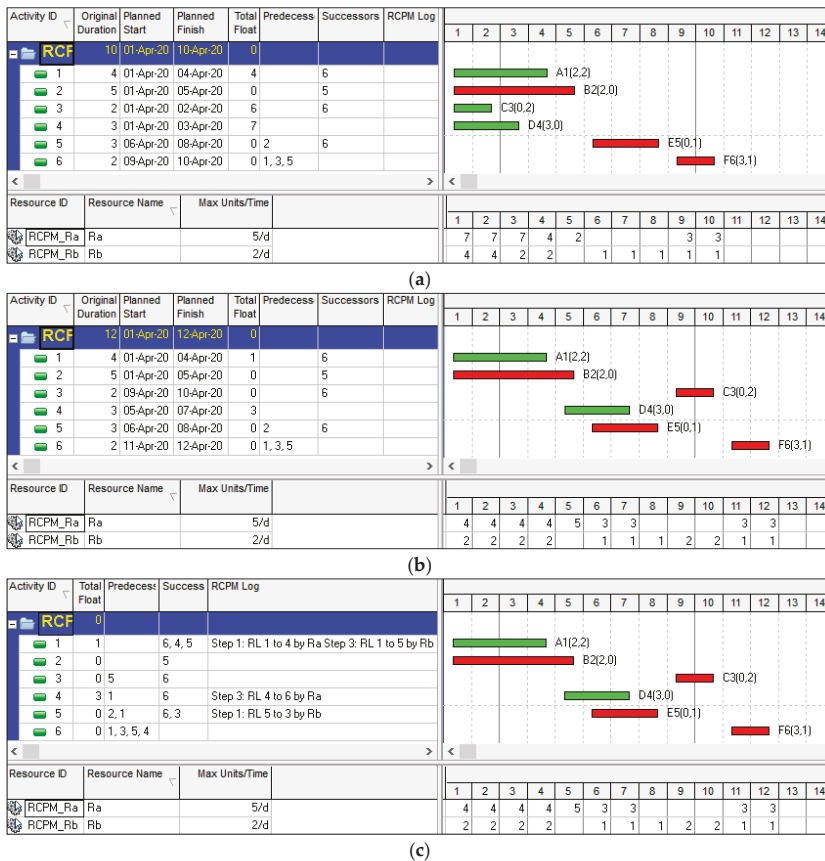 Activity ID Original Duration Planned Start Planned Finish Total Float Predecess Successors RCPM Log 1 2 3 4 5 6 7 8 9 10 11 12 13 14
RCF 10 01-Apr-20 10-Apr-20 0
1 4 01-Apr-20 04-Apr-20 4 6 A1(2,2)
2 5 01-Apr-20 05-Apr-20 0 5 B2(2,0)
3 2 01-Apr-20 02-Apr-20 6 6 C3(0,2)
4 3 01-Apr-20 03-Apr-20 7 D4(3,0)
5 3 06-Apr-20 08-Apr-20 0 2 6 E5(0,1)
6 2 09-Apr-20 10-Apr-20 0 1, 3, 5 F6(3,1)
Resource ID Resource Name Max Units/Time 1 2 3 4 5 6 7 8 9 10 11 12 13 14
RCPM_Ra Ra 5/d 7 7 7 4 2 3 3
RCPM_Rb Rb 2/d 4 4 2 2 1 1 1 1 1
(a)
Activity ID Original Duration Planned Start Planned Finish Total Float Predecess Successors RCPM Log 1 2 3 4 5 6 7 8 9 10 11 12 13 14
RCF 12 01-Apr-20 12-Apr-20 0
1 4 01-Apr-20 04-Apr-20 1 6 A1(2,2)
2 5 01-Apr-20 05-Apr-20 0 5 B2(2,0)
3 2 09-Apr-20 10-Apr-20 0 6 C3(0,2)
4 3 05-Apr-20 07-Apr-20 3 D4(3,0)
5 3 06-Apr-20 08-Apr-20 0 2 6 E5(0,1)
6 2 11-Apr-20 12-Apr-20 0 1, 3, 5 F6(3,1)
Resource ID Resource Name Max Units/Time 1 2 3 4 5 6 7 8 9 10 11 12 13 14
RCPM_Ra Ra 5/d 4 4 4 4 5 3 3 3 3
RCPM_Rb Rb 2/d 2 2 2 2 1 1 1 2 2 1 1
(b)
Activity ID Total Float Predecess Success RCPM Log 1 2 3 4 5 6 7 8 9 10 11 12 13 14
RCF 0
1 1 6, 4, 5 Step 1: RL 1 to 4 by Ra Step 3: RL 1 to 5 by Rb A1(2,2)
2 0 5 B2(2,0)
3 0 5 6 C3(0,2)
4 3 1 6 Step 3: RL 4 to 6 by Ra D4(3,0)
5 0 2, 1 6, 3 Step 1: RL 5 to 3 by Rb E5(0,1)
6 0 1, 3, 5, 4 F6(3,1)
Resource ID Resource Name Max Units/Time 1 2 3 4 5 6 7 8 9 10 11 12 13 14
RCPM_Ra Ra 5/d 4 4 4 4 5 3 3 3 3
RCPM_Rb Rb 2/d 2 2 2 2 1 1 1 2 2 1 1
(c)